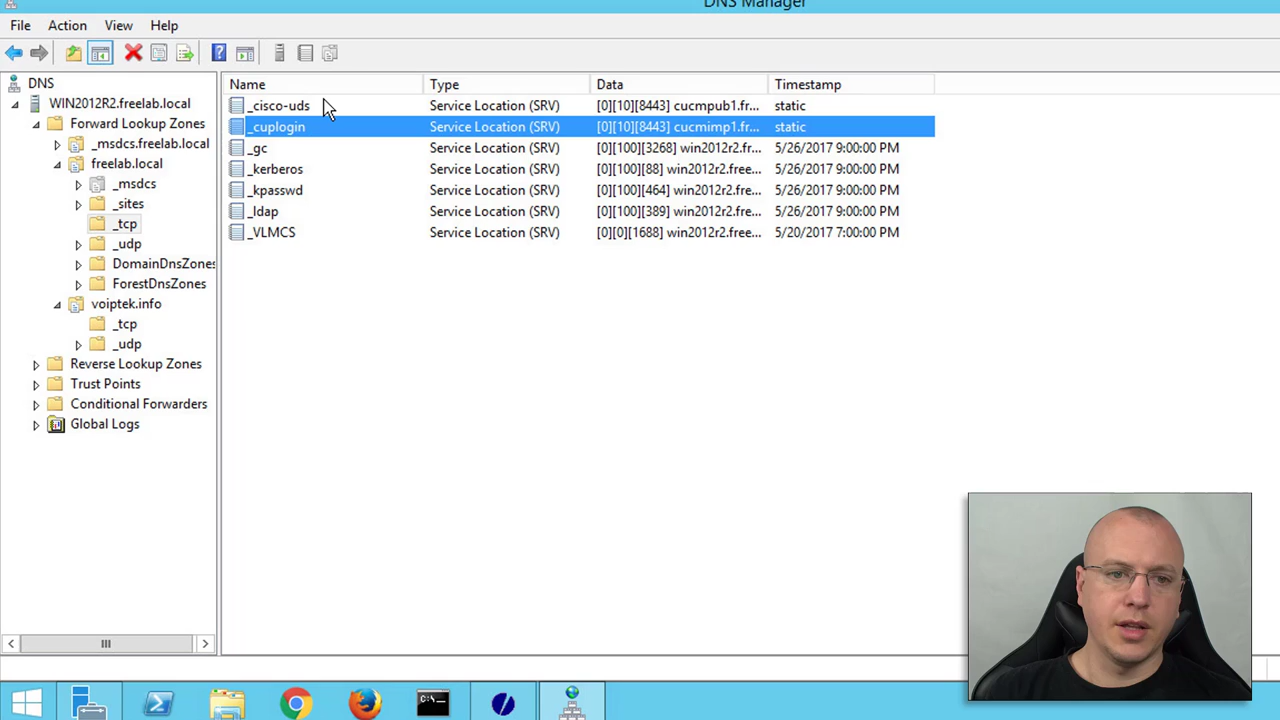 DNS Manager
File Action View Help
Name Type Data Timestamp
DNS
WIN2012R2.freelab.local
Forward Lookup Zones
_msdcs.freelab.local
freelab.local
_msdcs
_sites
_tcp
_udp
DomainDnsZones
ForestDnsZones
voiptek.info
_tcp
_udp
Reverse Lookup Zones
Trust Points
Conditional Forwarders
Global Logs
_cisco-uds Service Location (SRV) [0][10][8443] cucmpub1.fr... static
_cuplogin Service Location (SRV) [0][10][8443] cucmimp1.fr... static
_gc Service Location (SRV) [0][100][3268] win2012r2.fr... 5/26/2017 9:00:00 PM
_kerberos Service Location (SRV) [0][100][88] win2012r2.free... 5/26/2017 9:00:00 PM
_kpasswd Service Location (SRV) [0][100][464] win2012r2.fre... 5/26/2017 9:00:00 PM
_ldap Service Location (SRV) [0][100][389] win2012r2.fre... 5/26/2017 9:00:00 PM
_VLMCS Service Location (SRV) [0][0][1688] win2012r2.free... 5/20/2017 7:00:00 PM